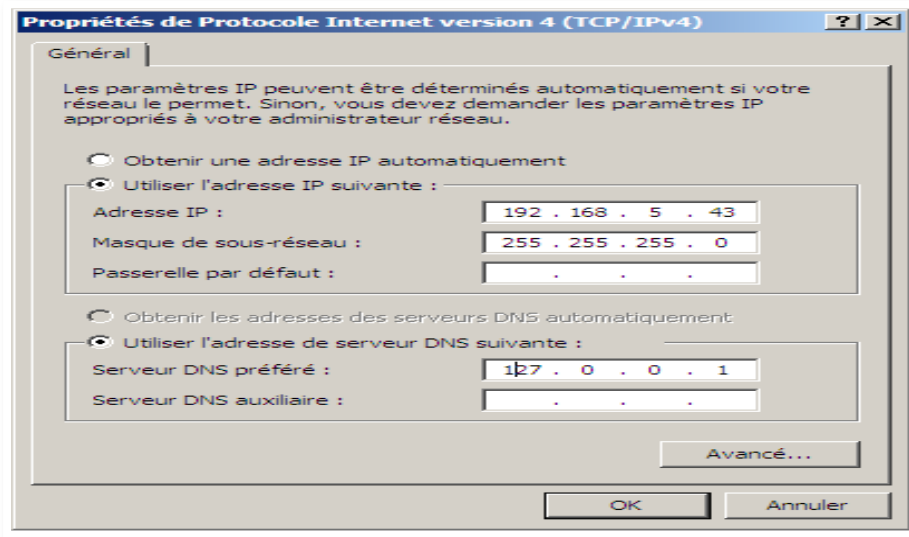 Propriétés de Protocole Internet version 4 (TCP/IPv4)
Général
Les paramètres IP peuvent être déterminés automatiquement si votre
réseau le permet. Sinon, vous devez demander les paramètres IP
appropriés à votre administrateur réseau.
Obtenir une adresse IP automatiquement
Utiliser l'adresse IP suivante :
Adresse IP : 192 . 168 . 5 . 43
Masque de sous-réseau : 255 . 255 . 255 . 0
Passerelle par défaut : . . .
Obtenir les adresses des serveurs DNS automatiquement
Utiliser l'adresse de serveur DNS suivante :
Serveur DNS préféré : 127 . 0 . 0 . 1
Serveur DNS auxiliaire : . . .
Avancé...
OK Annuler